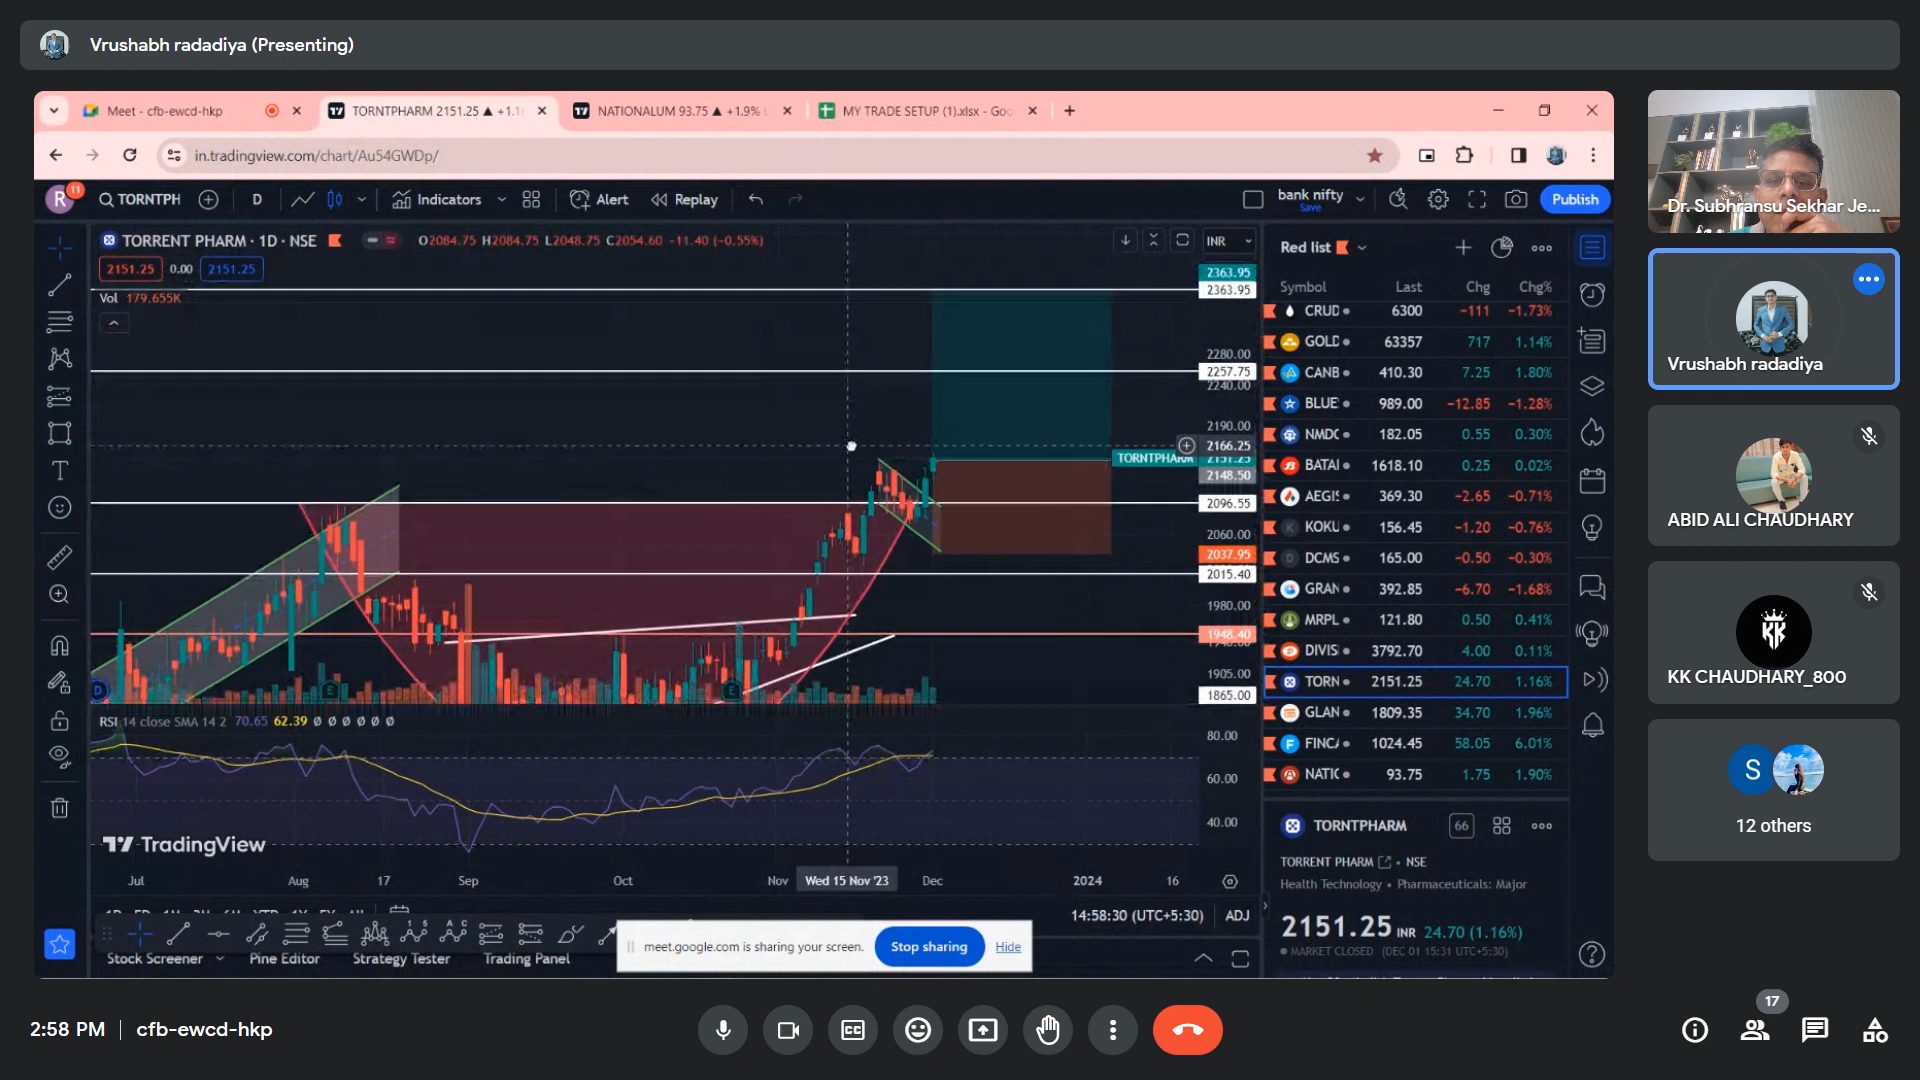 Vrushabh radadiya (Presenting)
Meet - cfb-ewcd-hkp
TORNTPHARM 2151.25 ▲ +1.1
NATIONALUM 93.75 ▲ +1.9%
MY TRADE SETUP (1).xlsx - Goo
in.tradingview.com/chart/Au54GWDp/
R
11
TORNTPH
D
Indicators
Alert
Replay
bank nifty
Save
Publish
TORRENT PHARM · 1D · NSE
O2084.75 H2084.75 L2048.75 C2054.60 -11.40 (-0.55%)
2151.25
0.00
2151.25
Vol 179.655K
INR
2363.95
2363.95
2280.00
2257.75
2240.00
2190.00
2166.25
TORNTPHARM 2151.25
2148.50
2096.55
2060.00
2037.95
2015.40
1980.00
1948.40
1905.00
1865.00
D
E
E
RSI 14 close SMA 14 2 70.65 62.39 ø ø ø ø ø ø
80.00
60.00
40.00
TradingView
Jul
Aug
17
Sep
Oct
Nov
Wed 15 Nov '23
Dec
2024
16
14:58:30 (UTC+5:30)
ADJ
Stock Screener
Pine Editor
Strategy Tester
Trading Panel
meet.google.com is sharing your screen.
Stop sharing
Hide
Red list
Symbol Last Chg Chg%
CRUD 6300 -111 -1.73%
GOLD 63357 717 1.14%
CANB 410.30 7.25 1.80%
BLUE 989.00 -12.85 -1.28%
NMDC 182.05 0.55 0.30%
BATAI 1618.10 0.25 0.02%
AEGIS 369.30 -2.65 -0.71%
KOKU 156.45 -1.20 -0.76%
DCMS 165.00 -0.50 -0.30%
GRAN 392.85 -6.70 -1.68%
MRPL 121.80 0.50 0.41%
DIVIS 3792.70 4.00 0.11%
TORN 2151.25 24.70 1.16%
GLAN 1809.35 34.70 1.96%
FINCA 1024.45 58.05 6.01%
NATIC 93.75 1.75 1.90%
TORNTPHARM
66
TORRENT PHARM • NSE
Health Technology • Pharmaceuticals: Major
2151.25 INR 24.70 (1.16%)
MARKET CLOSED (DEC 01 15:31 UTC+5:30)
Dr. Subhransu Sekhar Je...
Vrushabh radadiya
ABID ALI CHAUDHARY
KK
KK CHAUDHARY_800
S
12 others
2:58 PM
cfb-ewcd-hkp
17